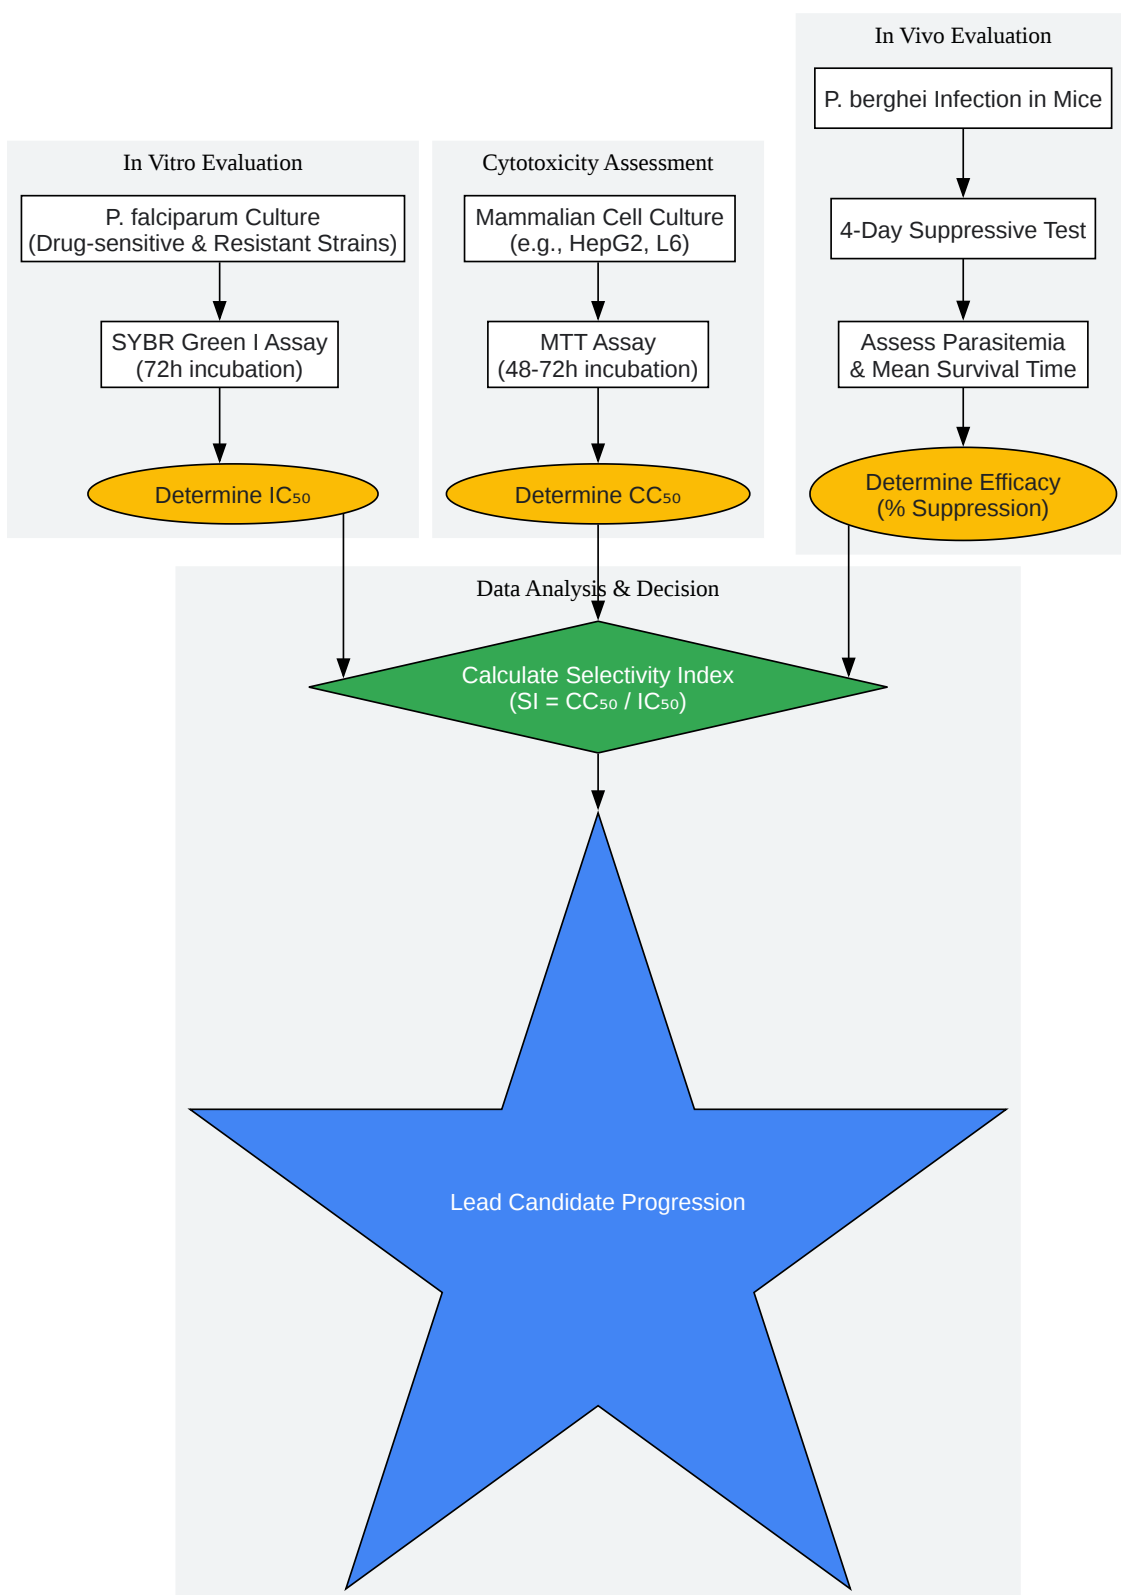 In Vitro Evaluation
P. falciparum Culture
(Drug-sensitive & Resistant Strains)
SYBR Green I Assay
(72h incubation)
Determine IC₅₀
Cytotoxicity Assessment
Mammalian Cell Culture
(e.g., HepG2, L6)
MTT Assay
(48-72h incubation)
Determine CC₅₀
In Vivo Evaluation
P. berghei Infection in Mice
4-Day Suppressive Test
Assess Parasitemia
& Mean Survival Time
Determine Efficacy
(% Suppression)
Data Analysis & Decision
Calculate Selectivity Index
(SI = CC₅₀ / IC₅₀)
Lead Candidate Progression